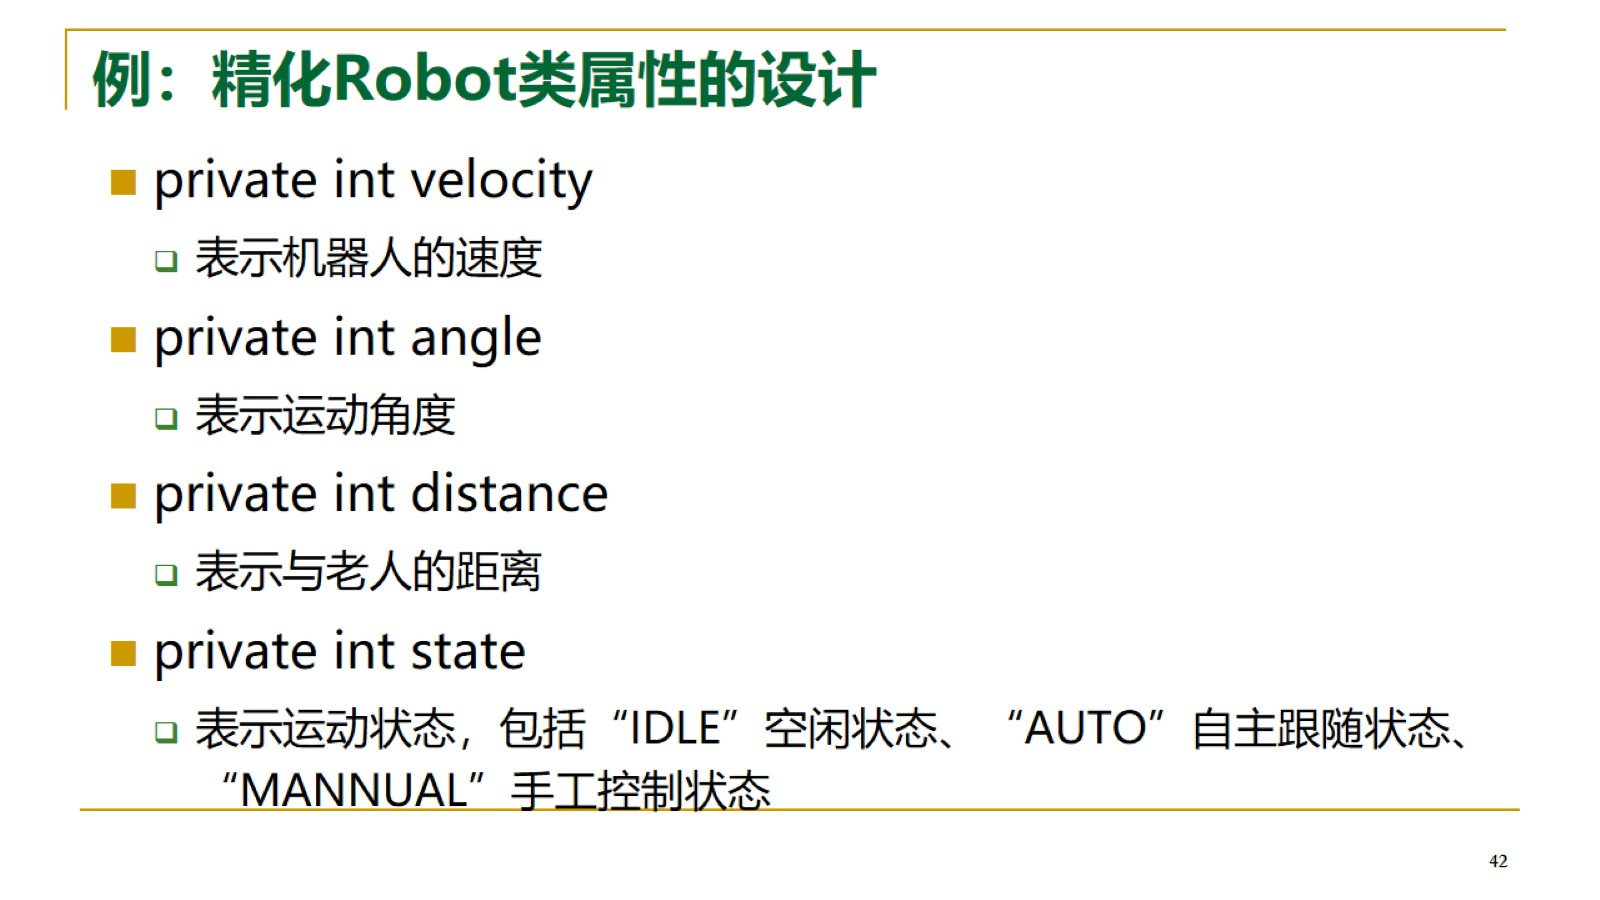 例：精化Robot类属性的设计
private int velocity
表示机器人的速度
private int angle
表示运动角度
private int distance
表示与老人的距离
private int state
表示运动状态，包括“IDLE”空闲状态、“AUTO”自主跟随状态、
“MANNUAL”手工控制状态
42